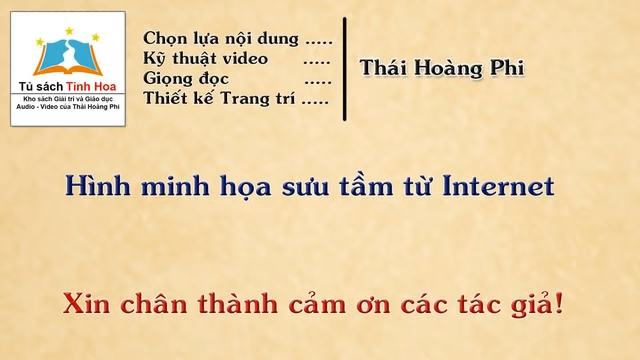 Tủ sách Tinh Hoa
Kho sách Giải trí và Giáo dục
Audio - Video của Thái Hoàng Phi
Chọn lựa nội dung .....
Kỹ thuật video .....
Giọng đọc .....
Thiết kế Trang trí .....
Thái Hoàng Phi
Hình minh họa sưu tầm từ Internet
Xin chân thành cảm ơn các tác giả!